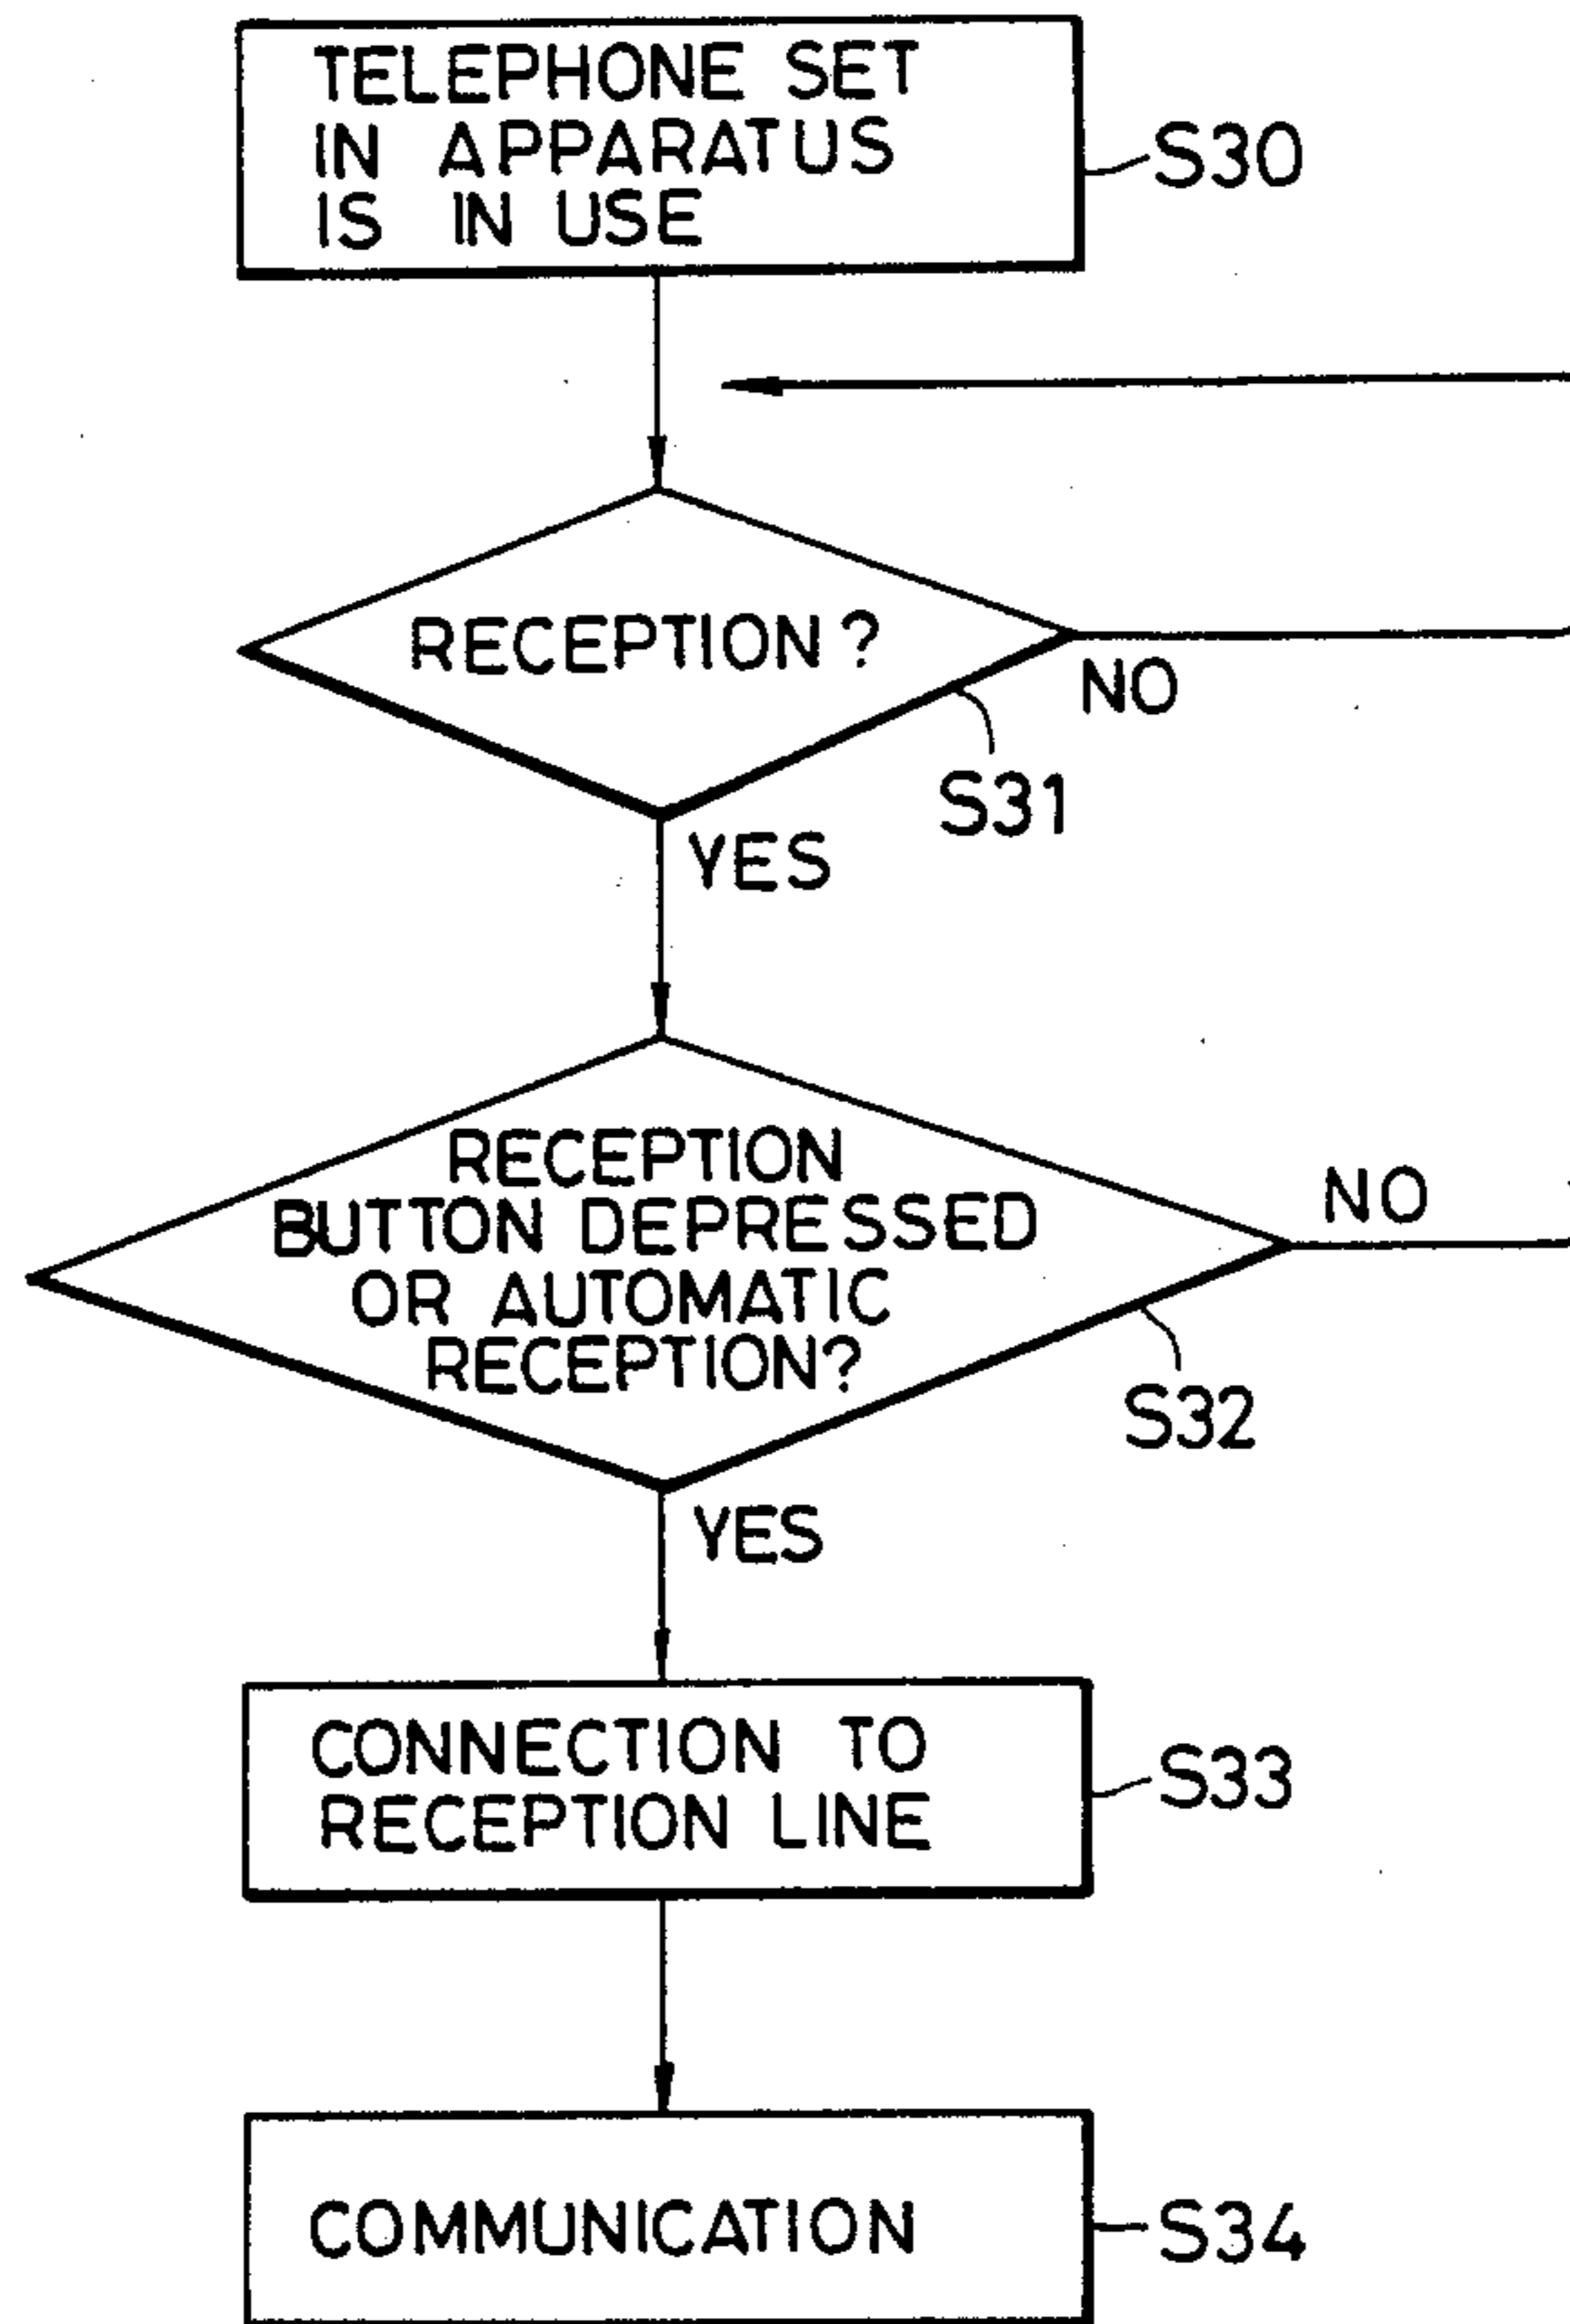 TELEPHONE SET
IN APPARATUS
IS IN USE
S30
RECEPTION?
NO
S31
YES
RECEPTION
BUTTON DEPRESSED
OR AUTOMATIC
RECEPTION?
NO
S32
YES
CONNECTION TO
RECEPTION LINE
S33
COMMUNICATION
S34